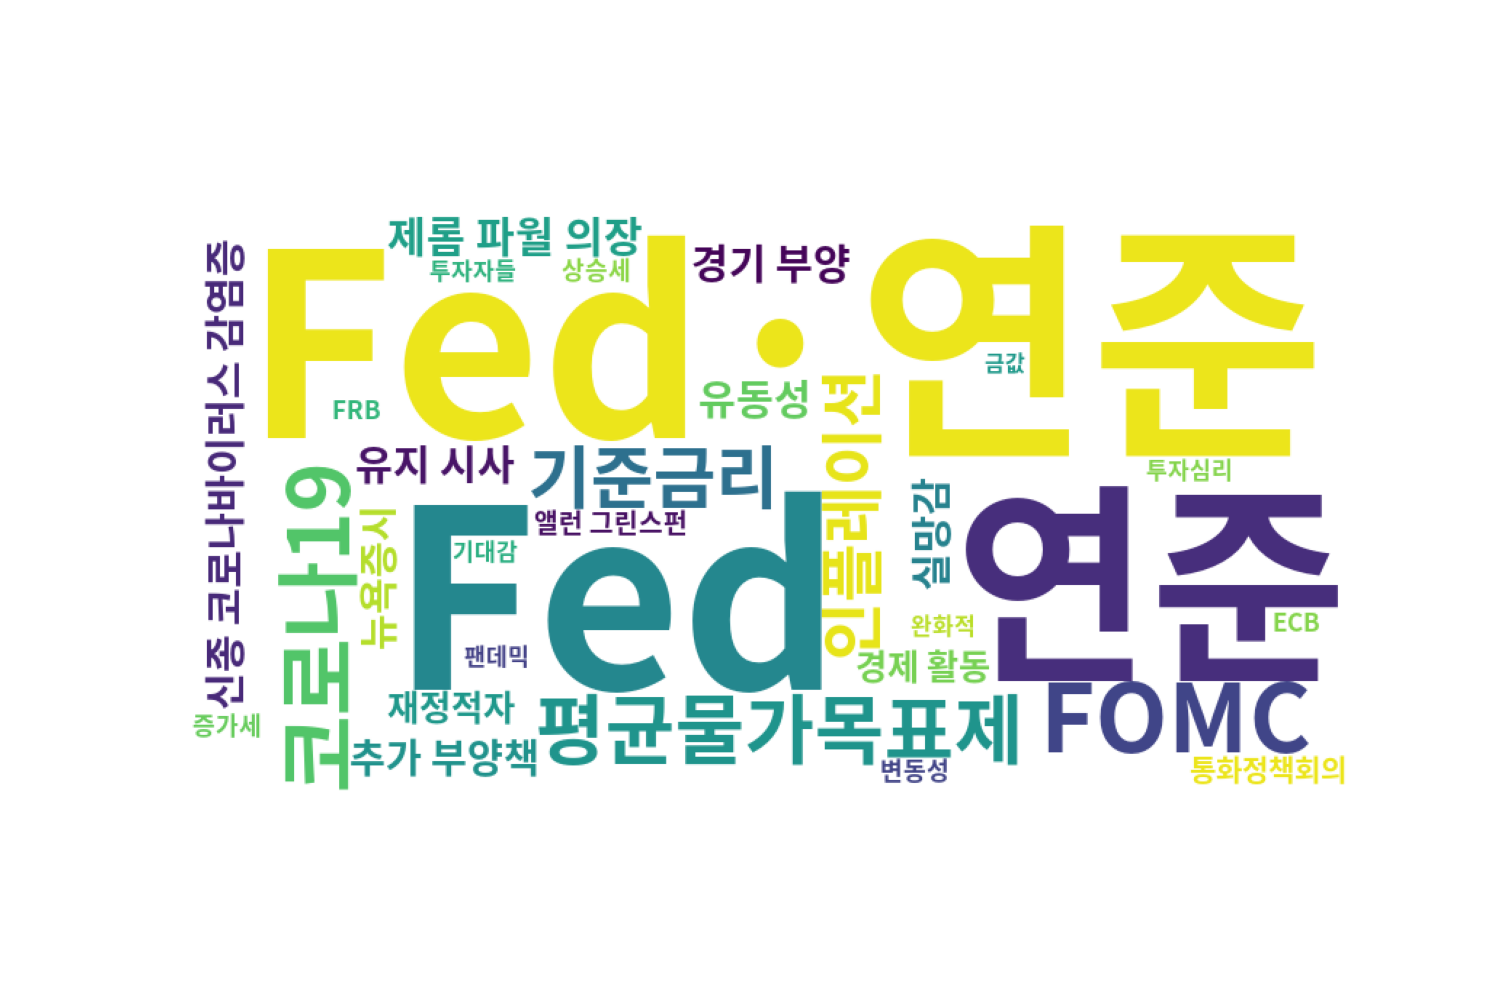 제롬 파월 의장
투자자들
상승세
경기 부양
Fed·연준
금값
FRB
유동성
신종 코로나바이러스 감염증
코로나19
유지 시사
기준금리
인플레이션
투자심리
뉴욕증시
앨런 그린스펀
기대감
Fed
실망감
연준
팬데믹
완화적
ECB
경제 활동
증가세
재정적자
추가 부양책
평균물가목표제
FOMC
변동성
통화정책회의